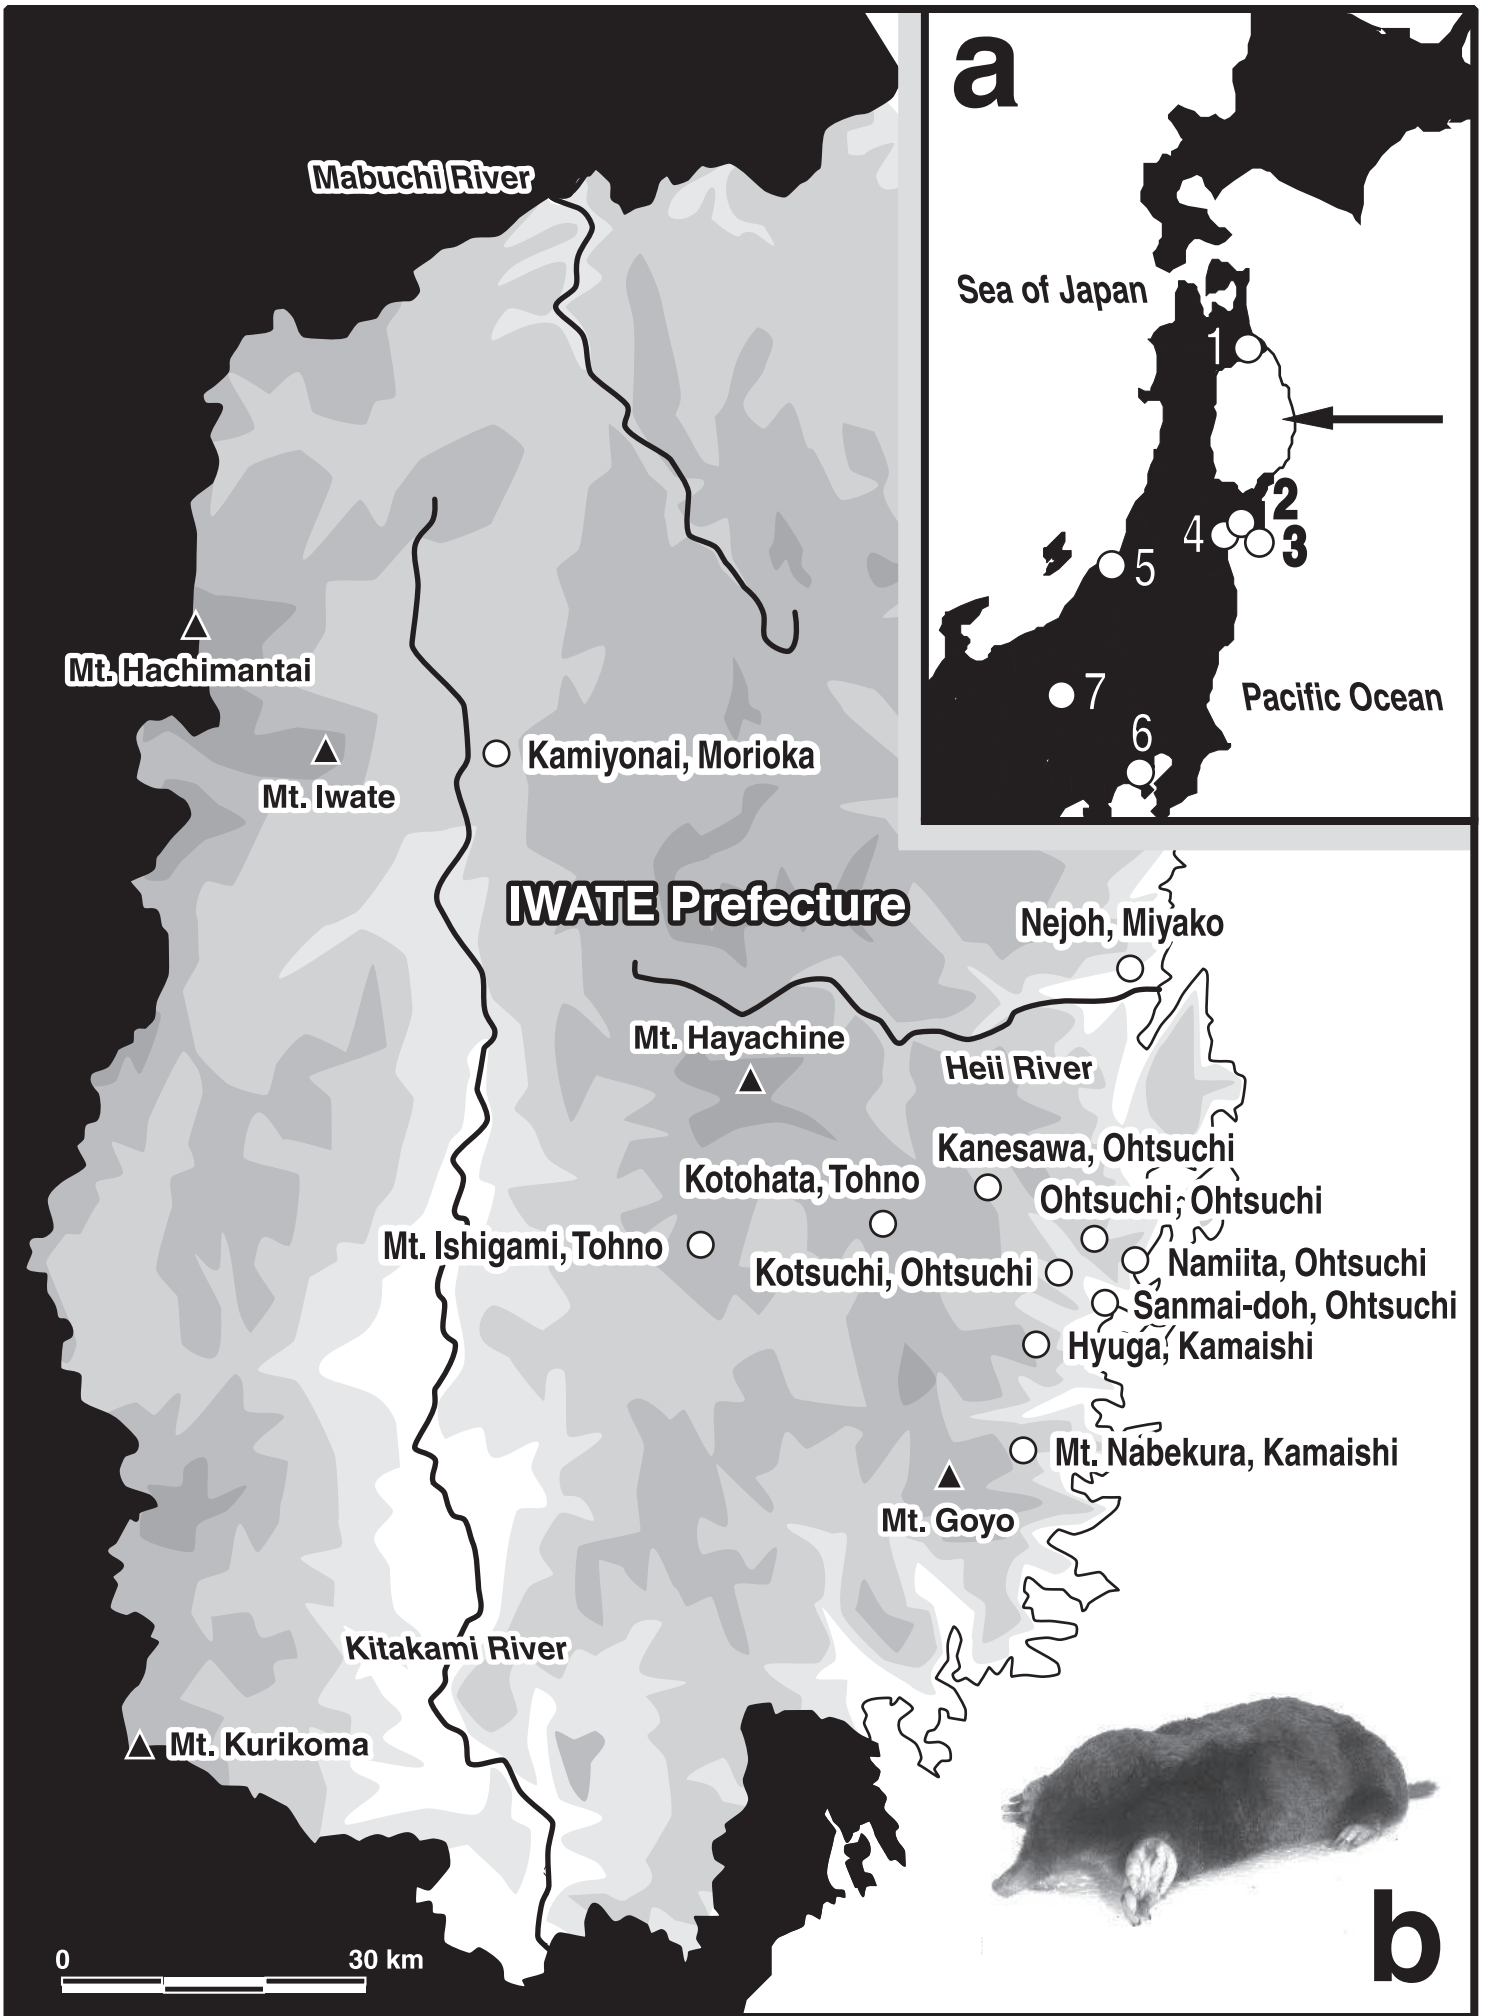 a
Mabuchi River
Sea of Japan
1
2
4
3
5
Mt. Hachimantai
7
Pacific Ocean
6
Kamiyonai, Morioka
Mt. Iwate
IWATE Prefecture
Nejoh, Miyako
Mt. Hayachine
Heii River
Kanesawa, Ohtsuchi
Kotohata, Tohno
Ohtsuchi, Ohtsuchi
Mt. Ishigami, Tohno
Kotsuchi, Ohtsuchi
Namiita, Ohtsuchi
Sanmai-doh, Ohtsuchi
Hyuga, Kamaishi
Mt. Nabekura, Kamaishi
Mt. Goyo
Kitakami River
Mt. Kurikoma
0 30 km
b